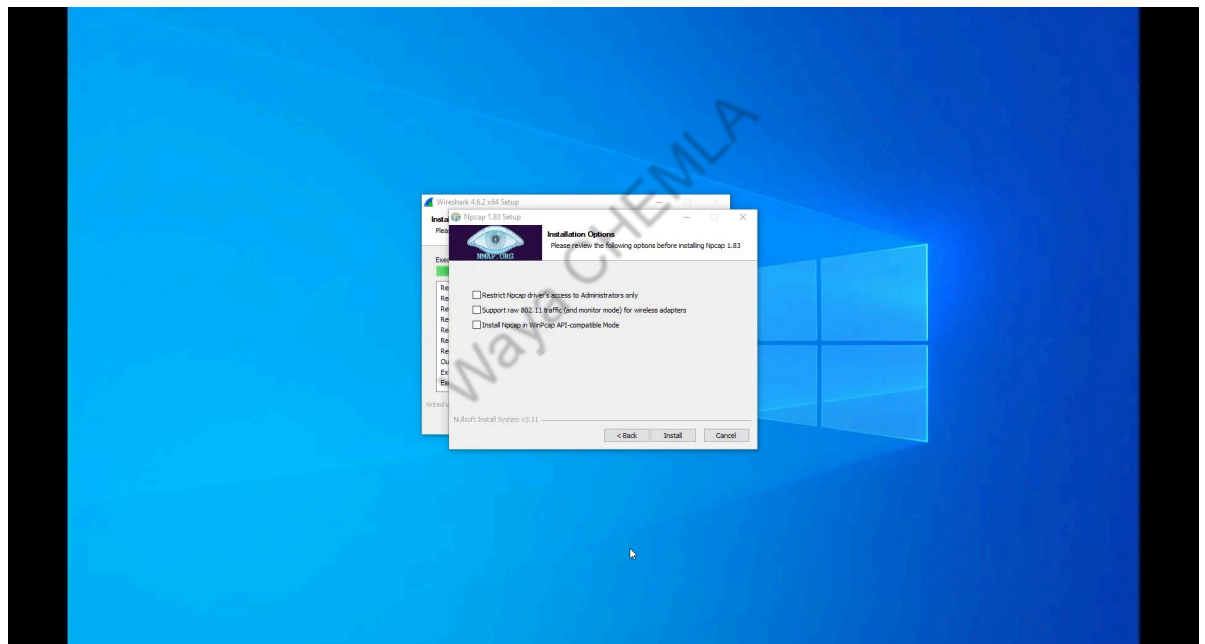 Wireshark 4.6.2 x64 Setup
Npcap 1.83 Setup
Installation Options
Please review the following options before installing Npcap 1.83
NMAP.ORG
Restrict Npcap driver's access to Administrators only
Support raw 802.11 traffic (and monitor mode) for wireless adapters
Install Npcap in WinPcap API-compatible Mode
Nullsoft Install System v3.11
< Back
Install
Cancel
Waya CHEMLA